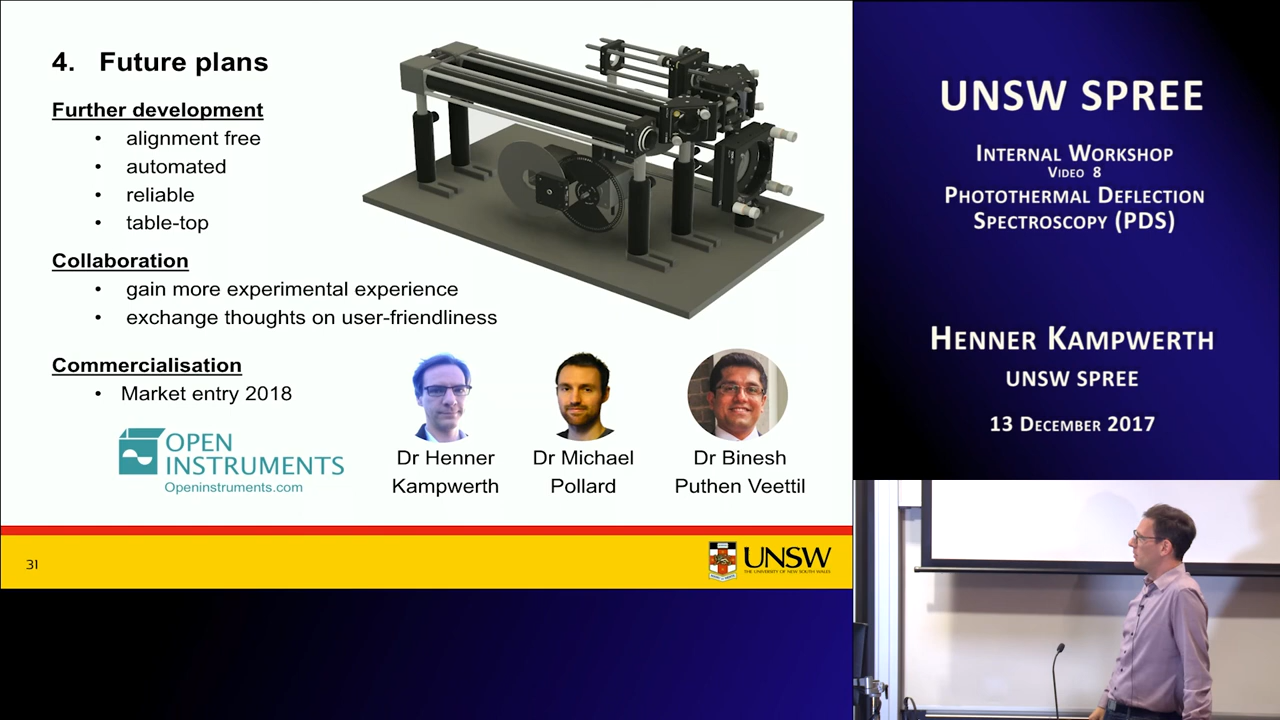 4. Future plans
Further development
• alignment free
• automated
• reliable
• table-top
Collaboration
• gain more experimental experience
• exchange thoughts on user-friendliness
Commercialisation
• Market entry 2018
OPEN
INSTRUMENTS
Openinstruments.com
Dr Henner
Kampwerth
Dr Michael
Pollard
Dr Binesh
Puthen Veettil
31
UNSW
THE UNIVERSITY OF NEW SOUTH WALES
UNSW SPREE
INTERNAL WORKSHOP
VIDEO 8
PHOTOTHERMAL DEFLECTION
SPECTROSCOPY (PDS)
HENNER KAMPWERTH
UNSW SPREE
13 DECEMBER 2017